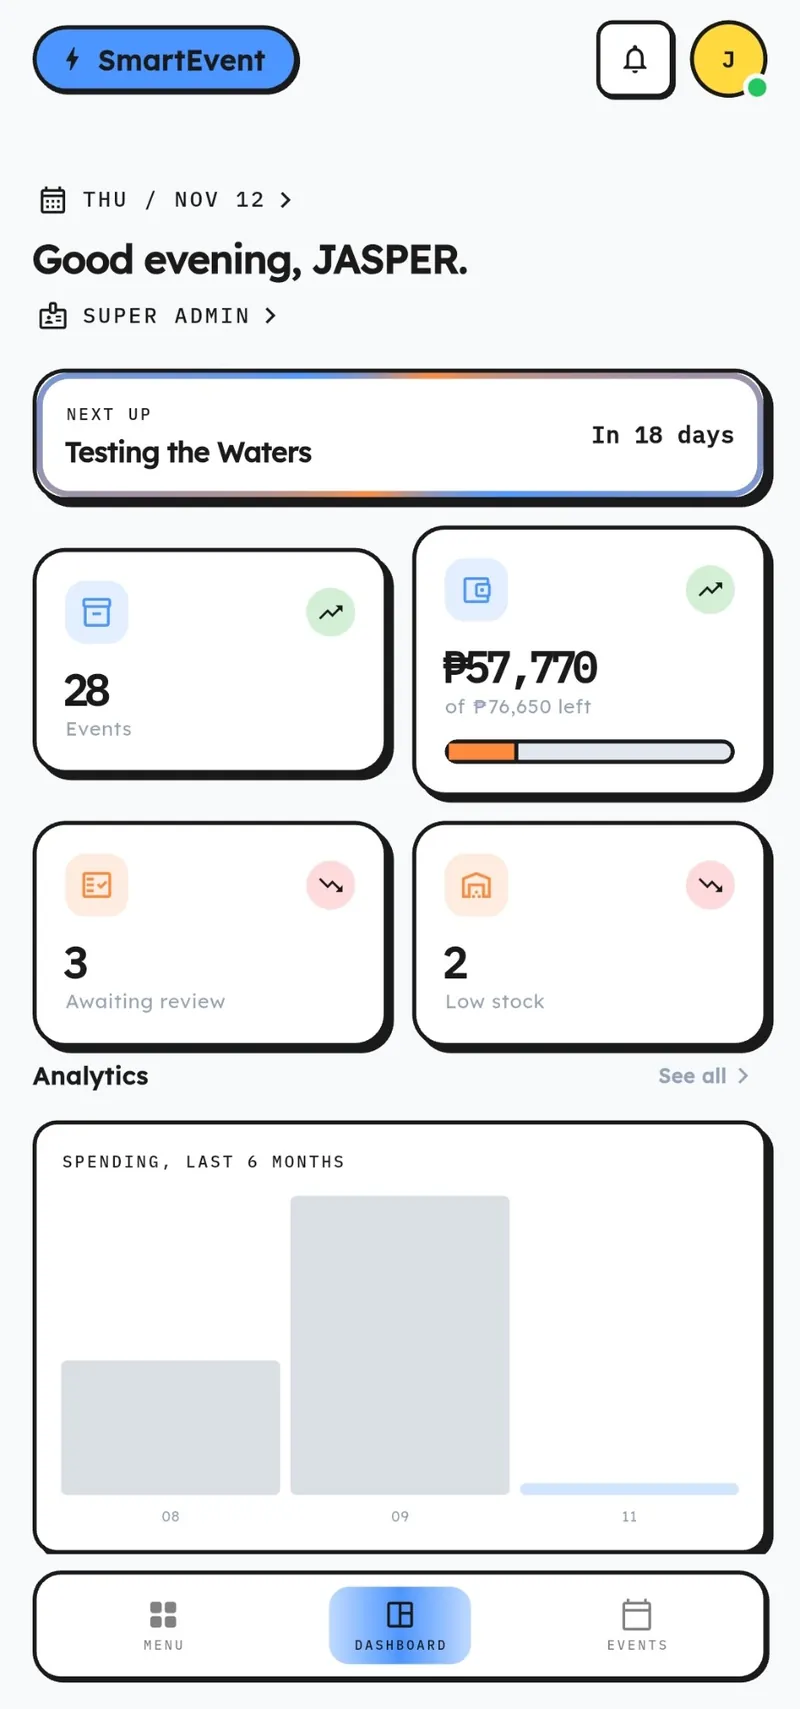 SmartEvent
J
THU / NOV 12
Good evening, JASPER.
SUPER ADMIN
NEXT UP
Testing the Waters
In 18 days
28
Events
₱57,770
of ₱76,650 left
3
Awaiting review
2
Low stock
Analytics
See all
SPENDING, LAST 6 MONTHS
08
09
11
MENU
DASHBOARD
EVENTS